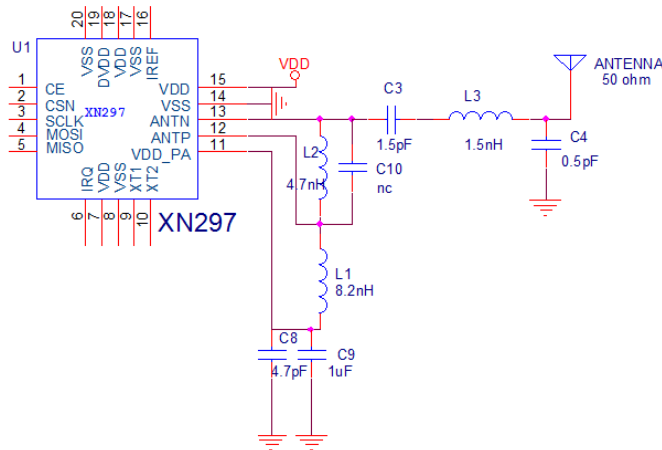 20
19
18
17
16
U1
VSS
DVDD
VDD
VSS
IREF
VDD
1
CE
VDD
15
ANTENNA
2
CSN
VSS
14
50 ohm
3
SCLK
XN297
ANTN
13
C3
L3
4
MOSI
ANTP
12
1.5pF
1.5nH
C4
5
MISO
VDD_PA
11
L2
0.5pF
4.7nH
C10
nc
IRQ
VDD
VSS
XT1
XT2
6
7
8
9
10
XN297
L1
8.2nH
C8
C9
4.7pF
1uF